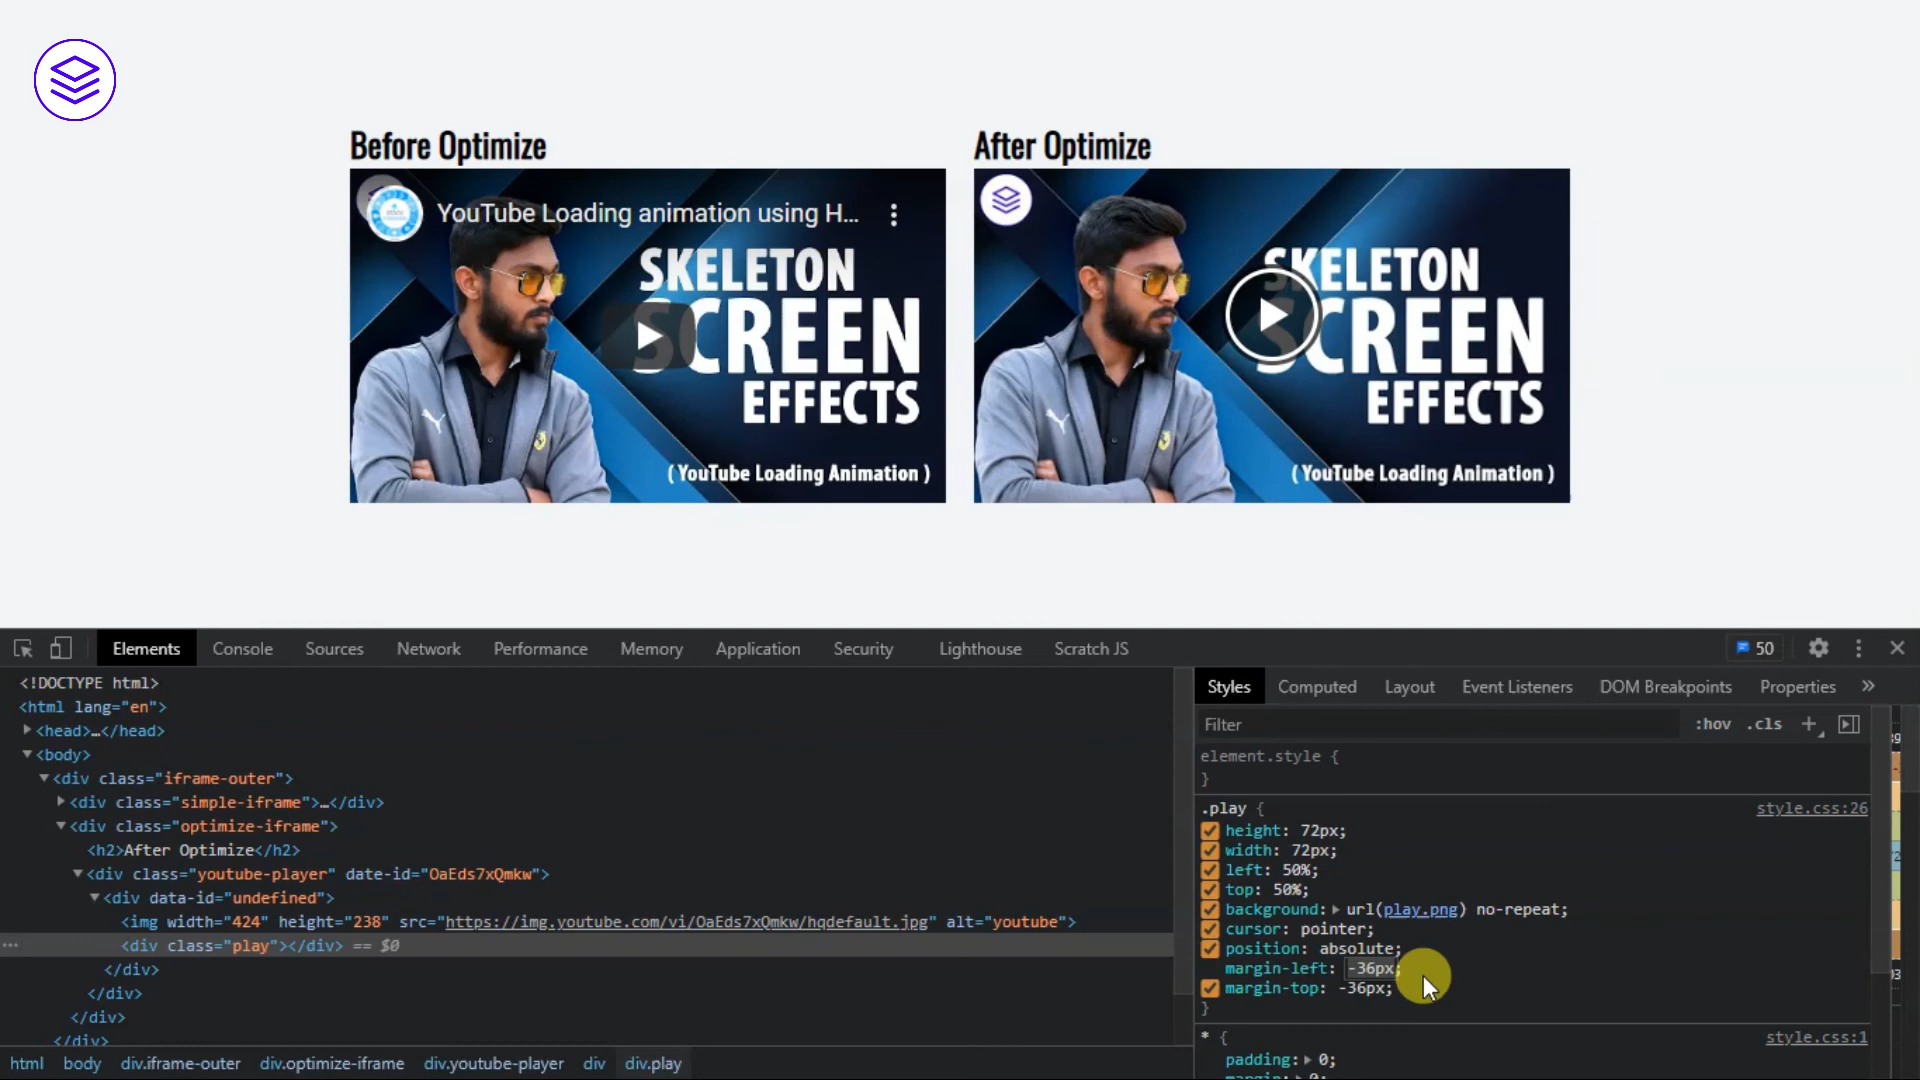 Before Optimize
After Optimize
YouTube Loading animation using H...
SKELETON
SCREEN
EFFECTS
( YouTube Loading Animation )
SKELETON
SCREEN
EFFECTS
( YouTube Loading Animation )
Elements Console Sources Network Performance Memory Application Security Lighthouse Scratch JS 50
<!DOCTYPE html>
<html lang="en">
<head>…</head>
<body>
<div class="iframe-outer">
<div class="simple-iframe">…</div>
<div class="optimize-iframe">
<h2>After Optimize</h2>
<div class="youtube-player" date-id="OaEds7xQmkw">
<div data-id="undefined">
<img width="424" height="238" src="https://img.youtube.com/vi/OaEds7xQmkw/hqdefault.jpg" alt="youtube">
<div class="play"></div> == $0
</div>
</div>
</div>
</div>
html body div.iframe-outer div.optimize-iframe div.youtube-player div div.play
Styles Computed Layout Event Listeners DOM Breakpoints Properties »
Filter :hov .cls +
element.style {
}
.play { style.css:26
height: 72px;
width: 72px;
left: 50%;
top: 50%;
background: url(play.png) no-repeat;
cursor: pointer;
position: absolute;
margin-left: -36px;
margin-top: -36px;
}
* { style.css:1
padding: 0;
margin: 0;